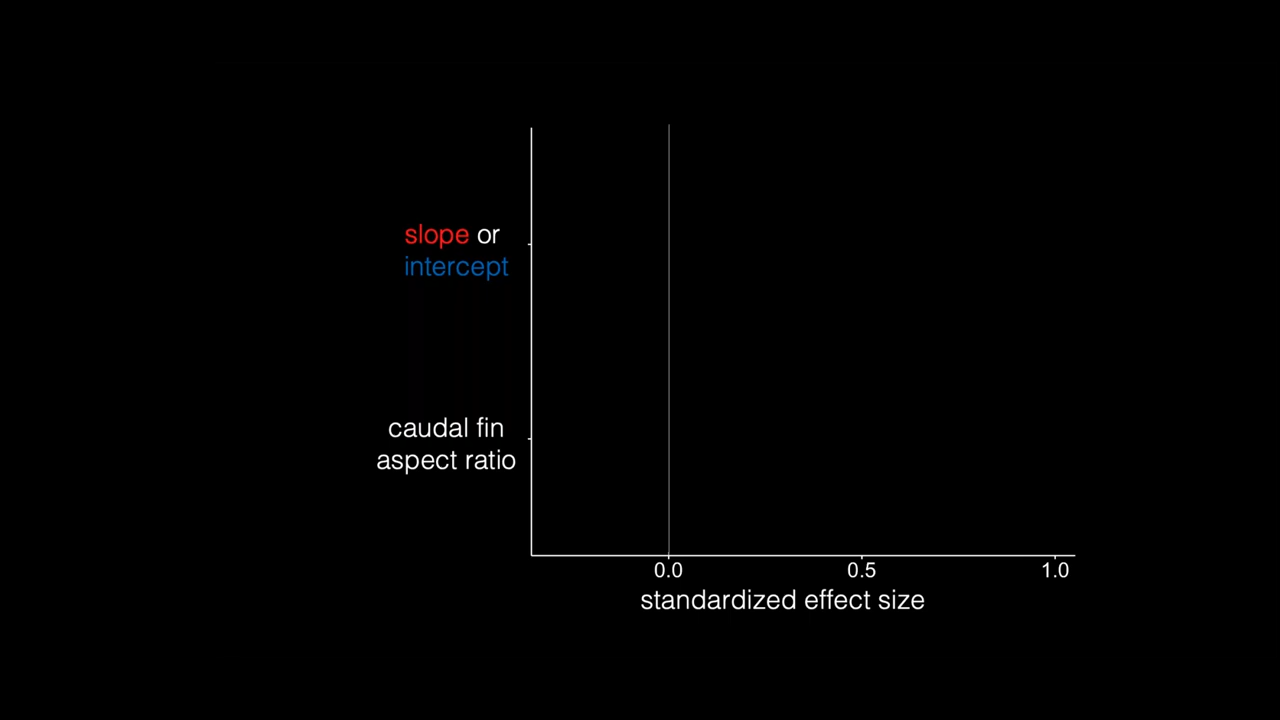 slope or
intercept
caudal fin
aspect ratio
0.0 0.5 1.0
standardized effect size